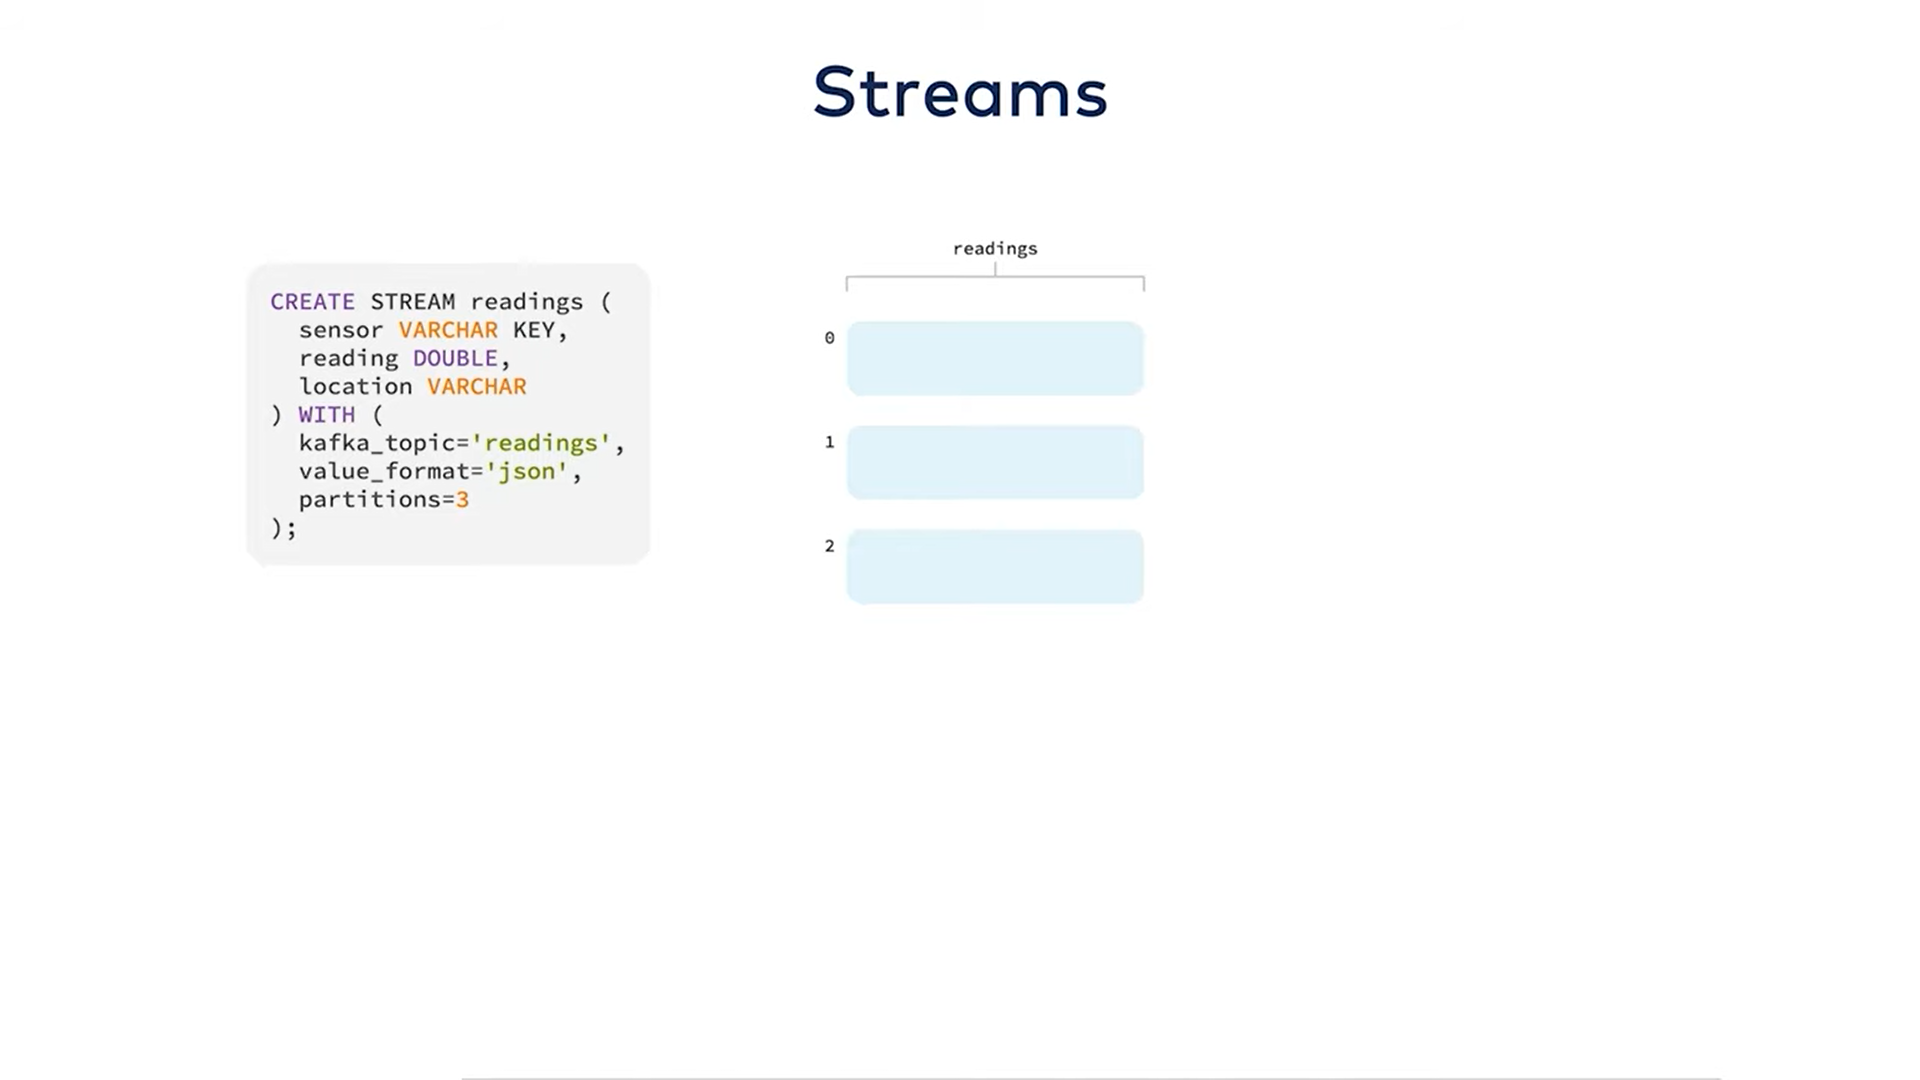 Streams
CREATE STREAM readings (
  sensor VARCHAR KEY,
  reading DOUBLE,
  location VARCHAR
) WITH (
  kafka_topic='readings',
  value_format='json',
  partitions=3
);
readings
0
1
2